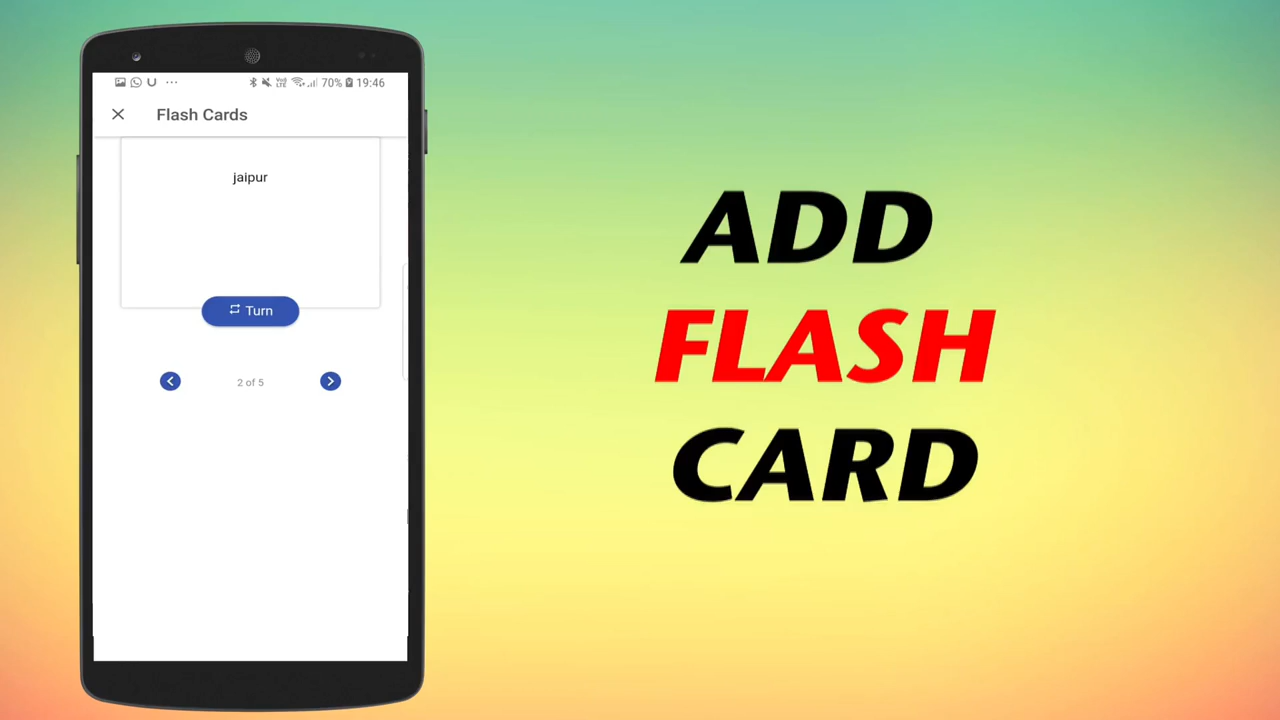 70% 19:46
Flash Cards
jaipur
Turn
2 of 5
ADD
FLASH
CARD